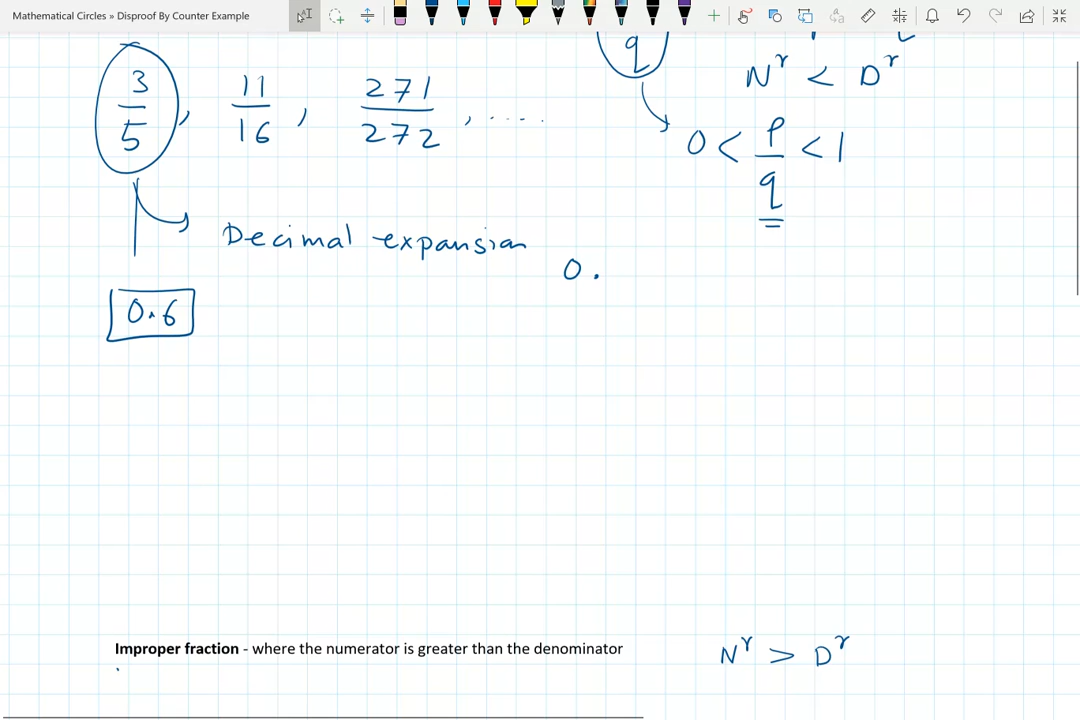 Mathematical Circles » Disproof By Counter Example
q
N^r < D^r
3/5, 11/16, 271/272, ....
0 < p/q < 1
Decimal expansion
0.
0.6
Improper fraction - where the numerator is greater than the denominator
N^r > D^r